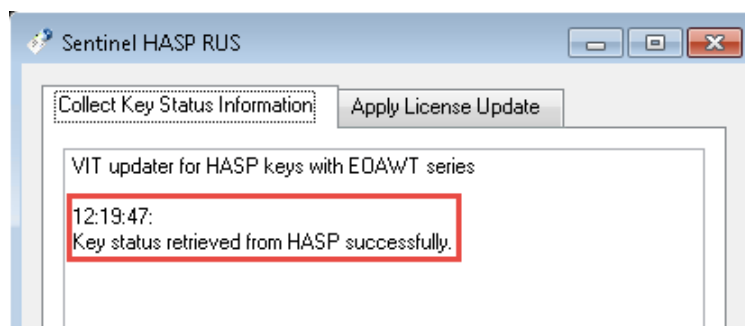 Sentinel HASP RUS
Collect Key Status Information
Apply License Update
VIT updater for HASP keys with EOAWT series
12:19:47:
Key status retrieved from HASP successfully.